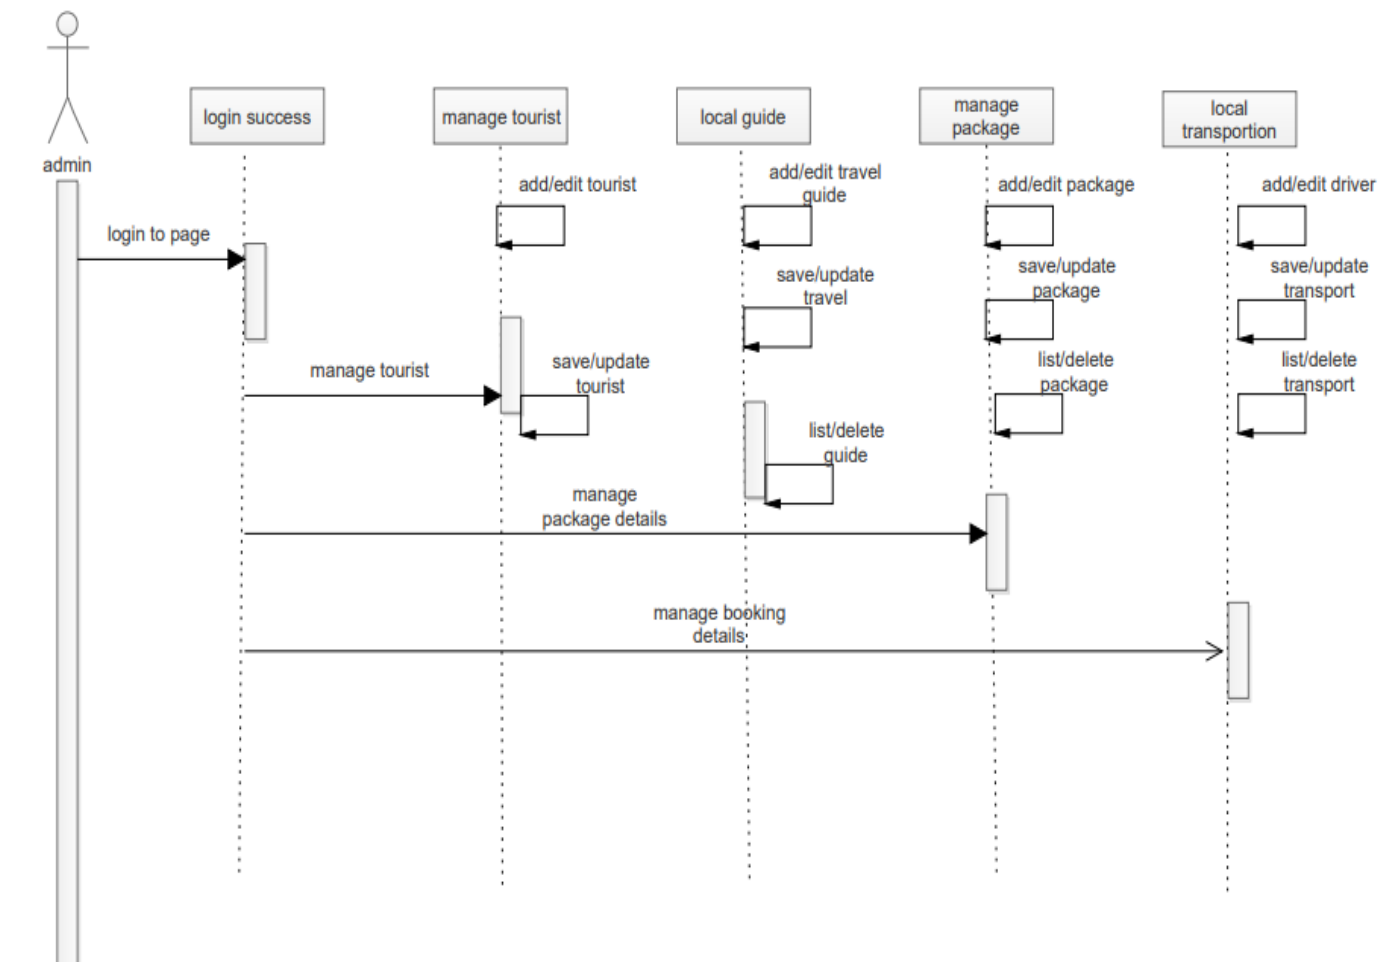 admin
login success
manage tourist
local guide
manage
package
local
transportion
add/edit tourist
add/edit travel
guide
add/edit package
add/edit driver
login to page
save/update
travel
save/update
package
save/update
transport
manage tourist
save/update
tourist
list/delete
package
list/delete
transport
list/delete
guide
manage
package details
manage booking
details